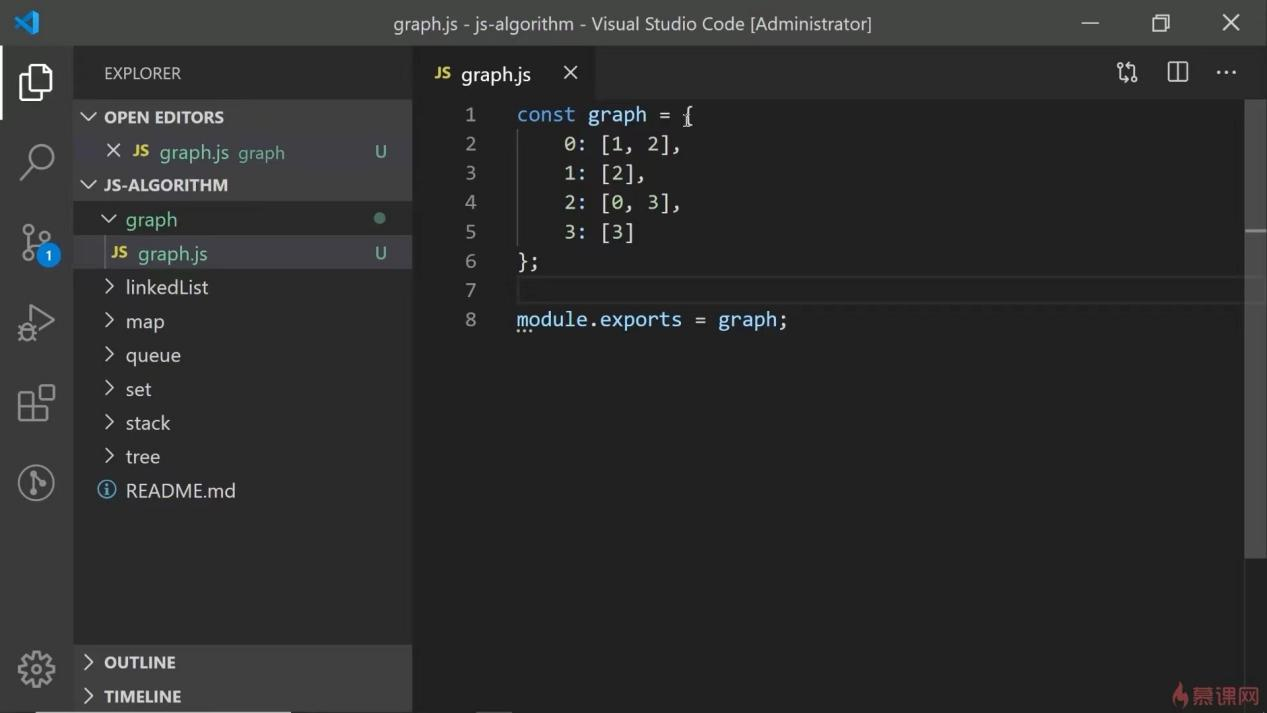 graph.js - js-algorithm - Visual Studio Code [Administrator]
EXPLORER
OPEN EDITORS
JS graph.js graph U
JS-ALGORITHM
graph
JS graph.js U
linkedList
map
queue
set
stack
tree
README.md
OUTLINE
TIMELINE
1
JS graph.js
1 const graph = {
2 0: [1, 2],
3 1: [2],
4 2: [0, 3],
5 3: [3]
6 };
7
8 module.exports = graph;
慕课网